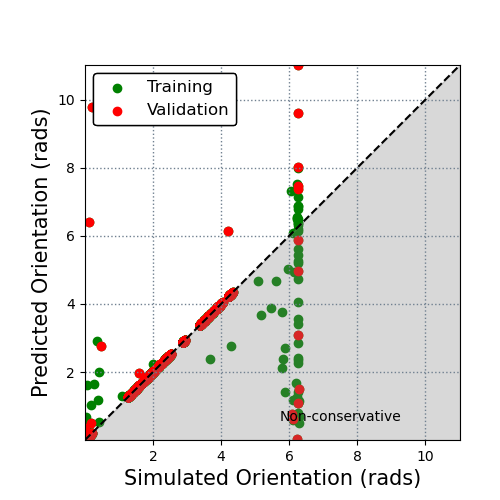 Training
Validation
10
8
6
4
2
Predicted Orientation (rads)
Non-conservative
2
4
6
8
10
Simulated Orientation (rads)